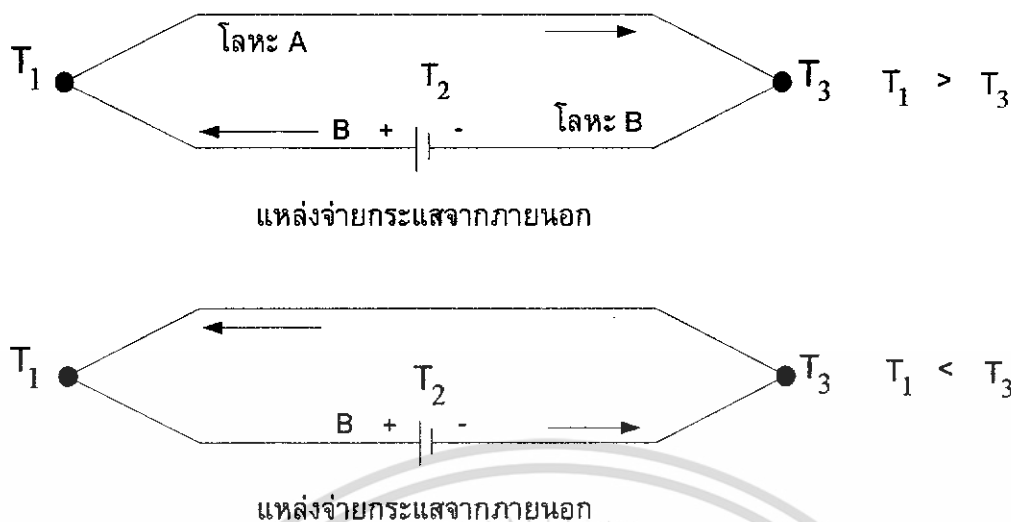 โลหะ A
T1 T2 T3 T1 > T3
B + - โลหะ B
แหล่งจ่ายกระแสจากภายนอก
T1 T2 T3 T1 < T3
B + -
แหล่งจ่ายกระแสจากภายนอก